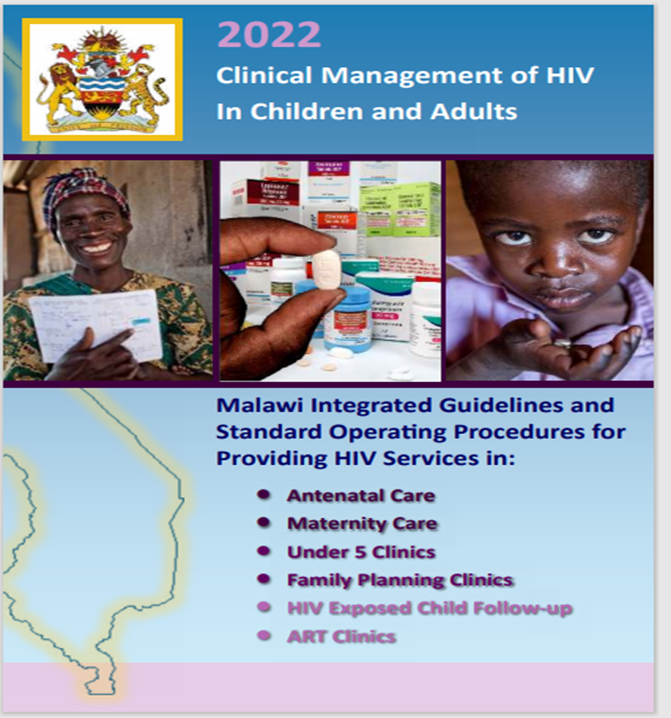 2022
Clinical Management of HIV
In Children and Adults
Malawi Integrated Guidelines and
Standard Operating Procedures for
Providing HIV Services in:
• Antenatal Care
• Maternity Care
• Under 5 Clinics
• Family Planning Clinics
• HIV Exposed Child Follow-up
• ART Clinics